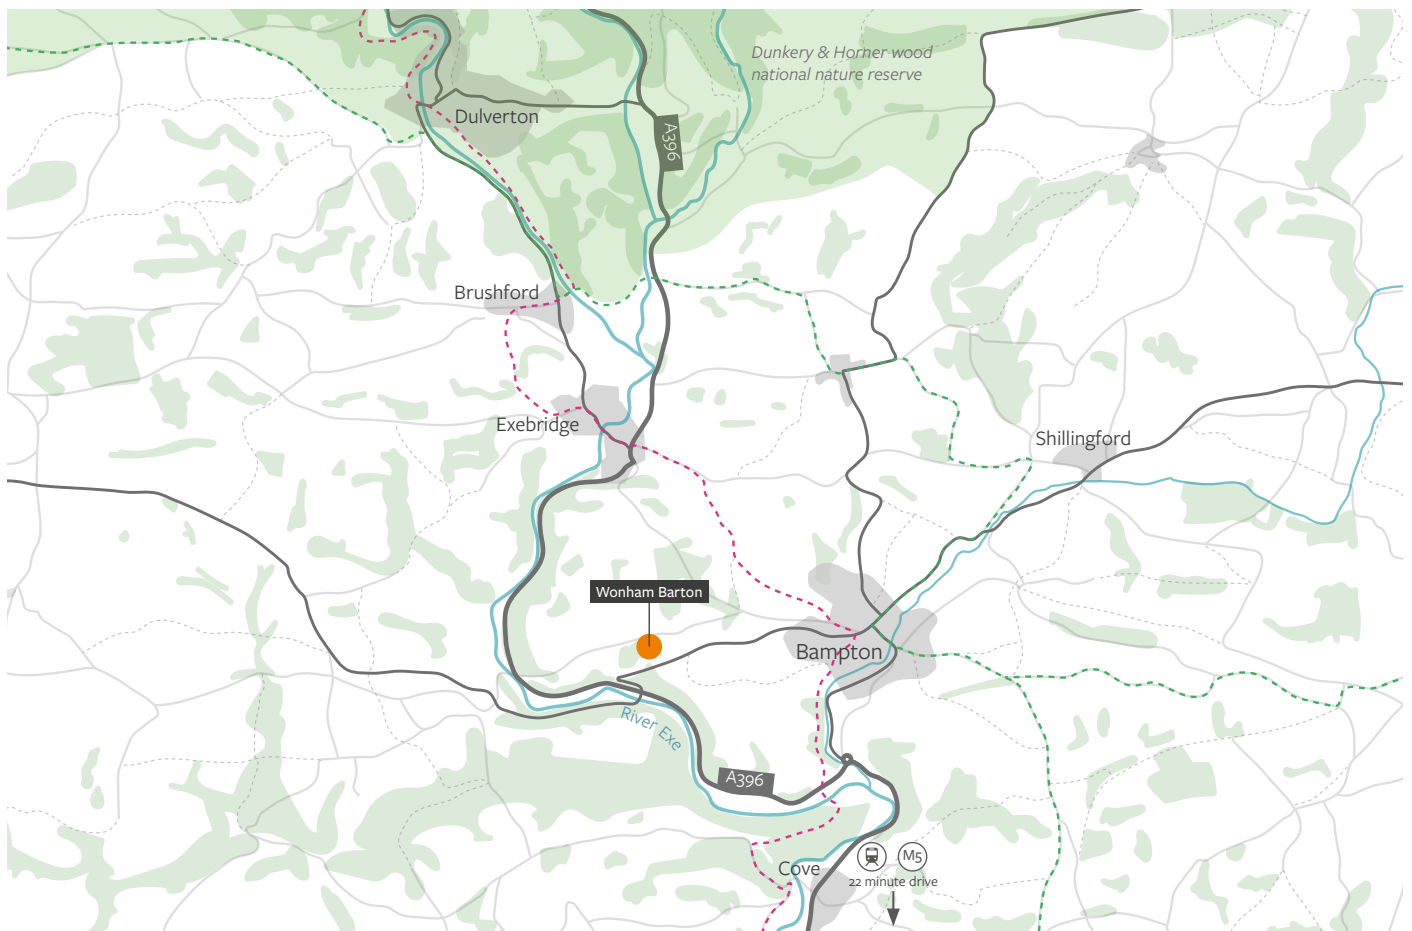 Dunkery & Horner wood
national nature reserve
Dulverton
A396
Brushford
Exebridge
Shillingford
Wonham Barton
Bampton
River Exe
A396
Cove
M5
22 minute drive